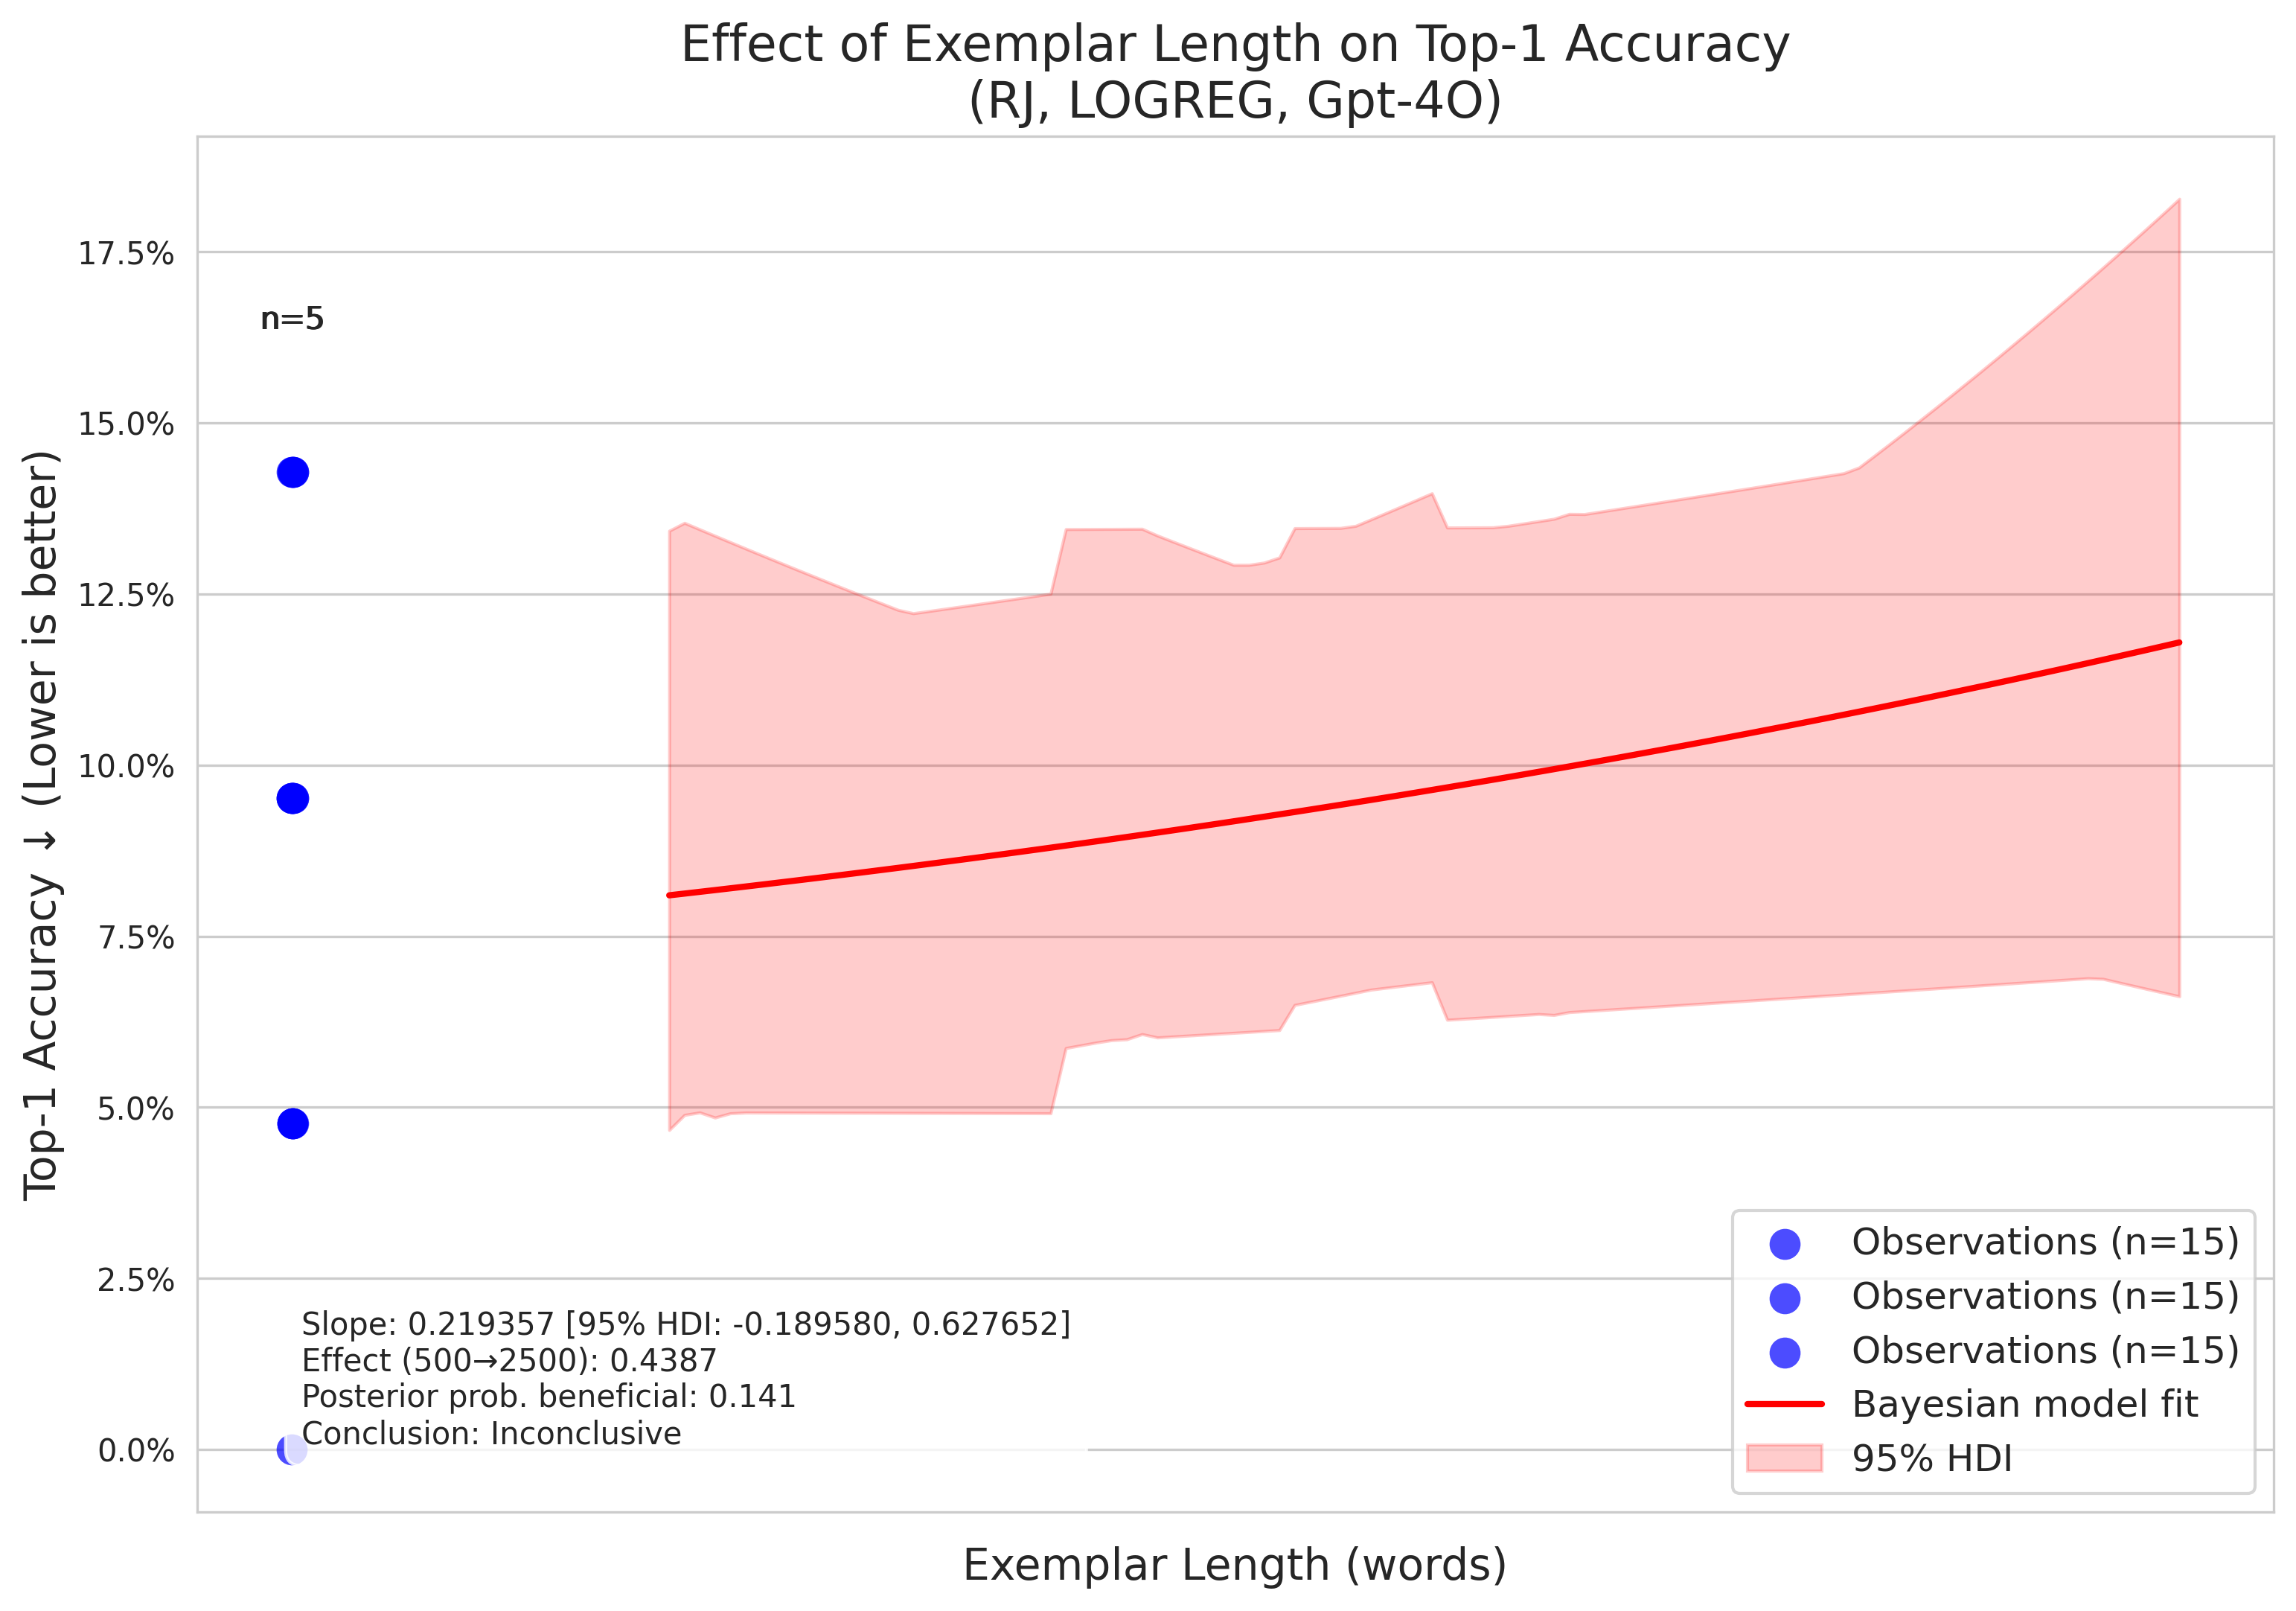 Effect of Exemplar Length on Top-1 Accuracy
(RJ, LOGREG, Gpt-4O)
Top-1 Accuracy ↓ (Lower is better)
17.5%
15.0%
12.5%
10.0%
7.5%
5.0%
2.5%
0.0%
n=5
Slope: 0.219357 [95% HDI: -0.189580, 0.627652]
Effect (500→2500): 0.4387
Posterior prob. beneficial: 0.141
Conclusion: Inconclusive
Observations (n=15)
Observations (n=15)
Observations (n=15)
Bayesian model fit
95% HDI
Exemplar Length (words)